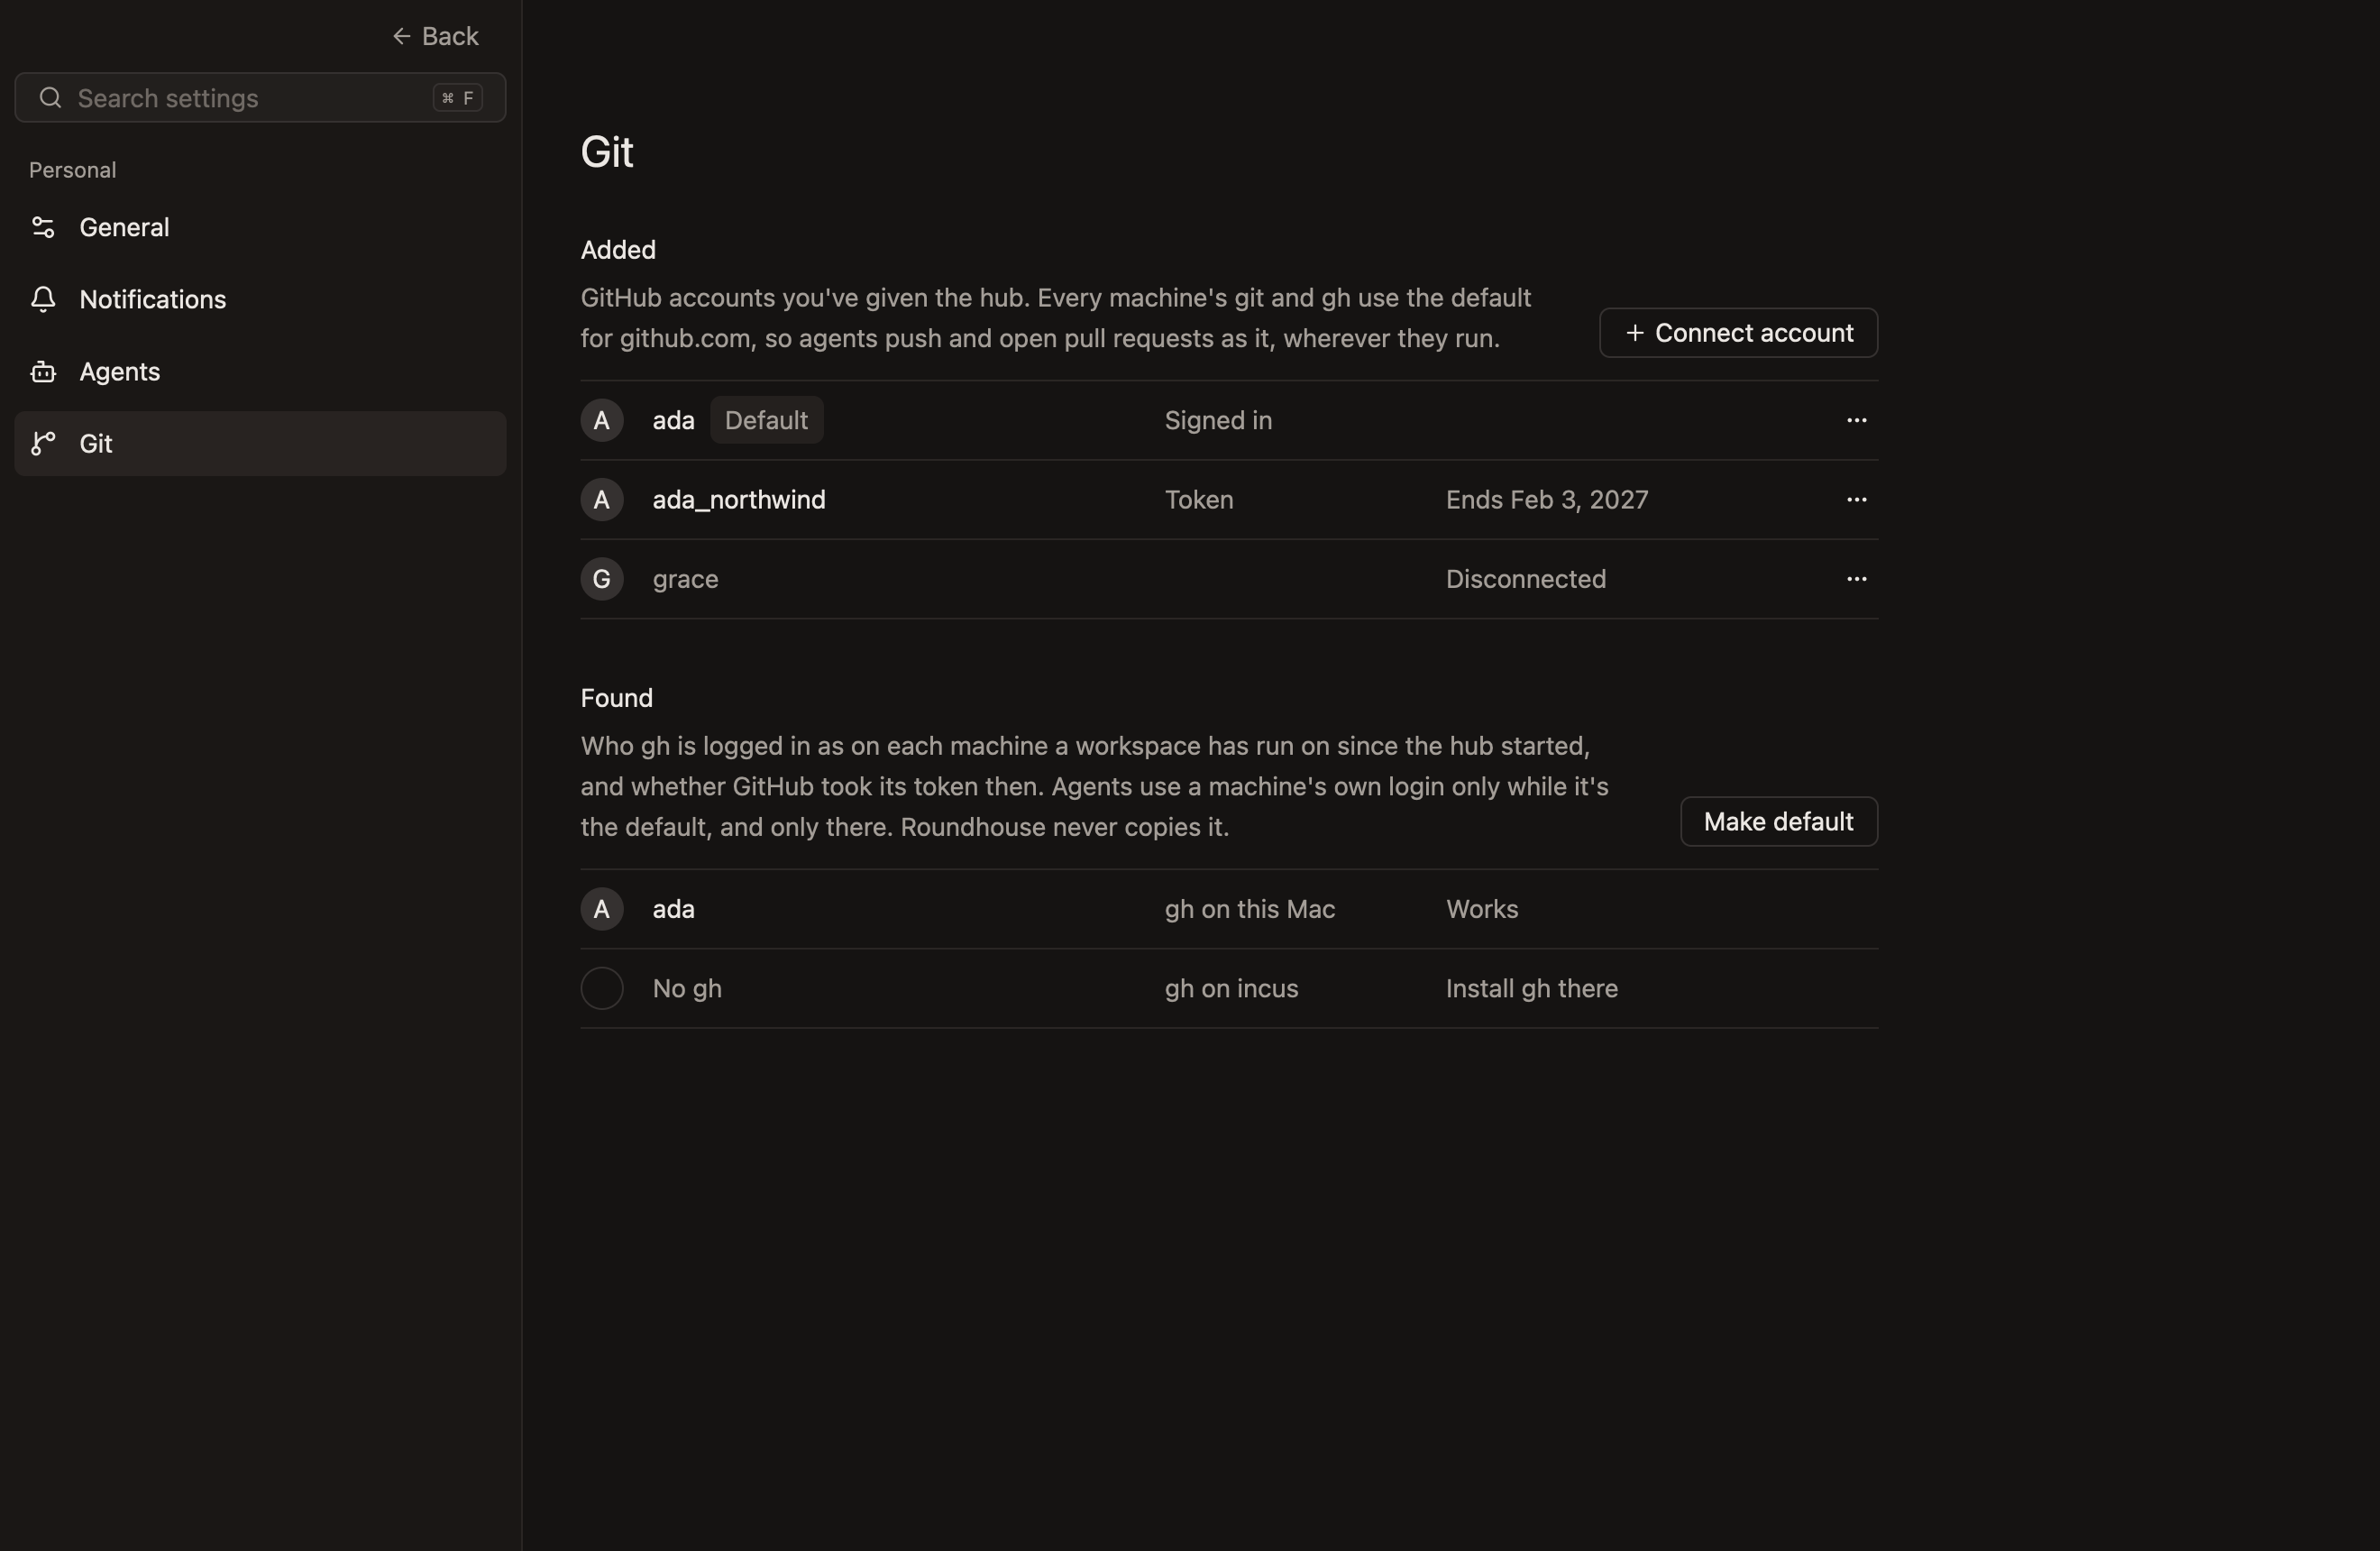 Back
Search settings
⌘ F
Personal
General
Notifications
Agents
Git
Git
Added
GitHub accounts you've given the hub. Every machine's git and gh use the default
for github.com, so agents push and open pull requests as it, wherever they run.
+ Connect account
A ada Default Signed in ...
A ada_northwind Token Ends Feb 3, 2027 ...
G grace Disconnected ...
Found
Who gh is logged in as on each machine a workspace has run on since the hub started,
and whether GitHub took its token then. Agents use a machine's own login only while it's
the default, and only there. Roundhouse never copies it.
Make default
A ada gh on this Mac Works
No gh gh on incus Install gh there